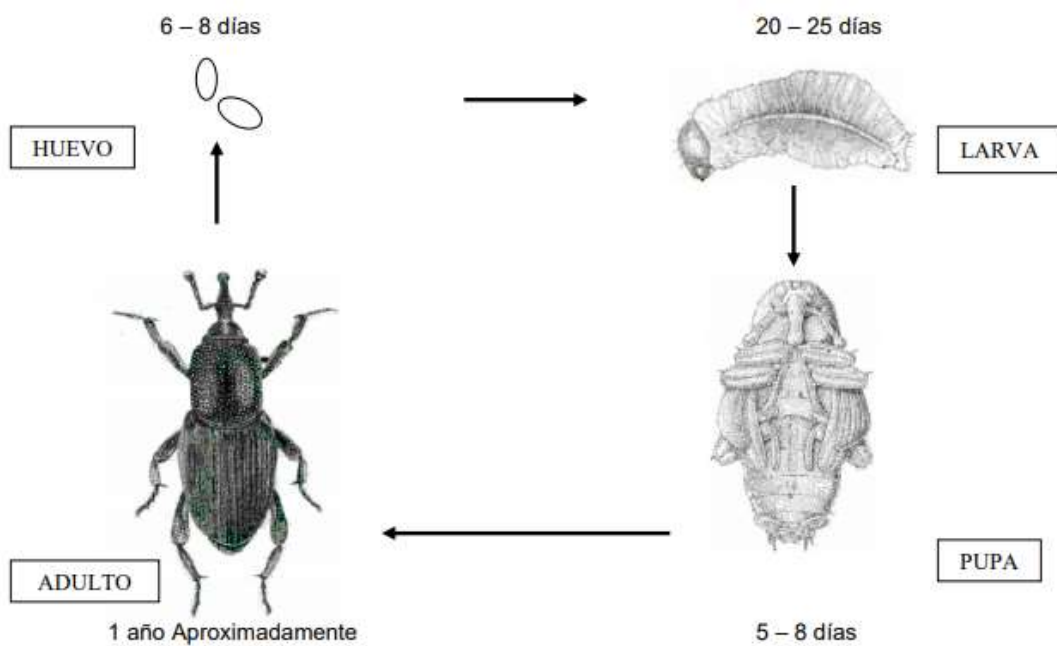 6 – 8 días
20 – 25 días
HUEVO
LARVA
ADULTO
PUPA
1 año Aproximadamente
5 – 8 días